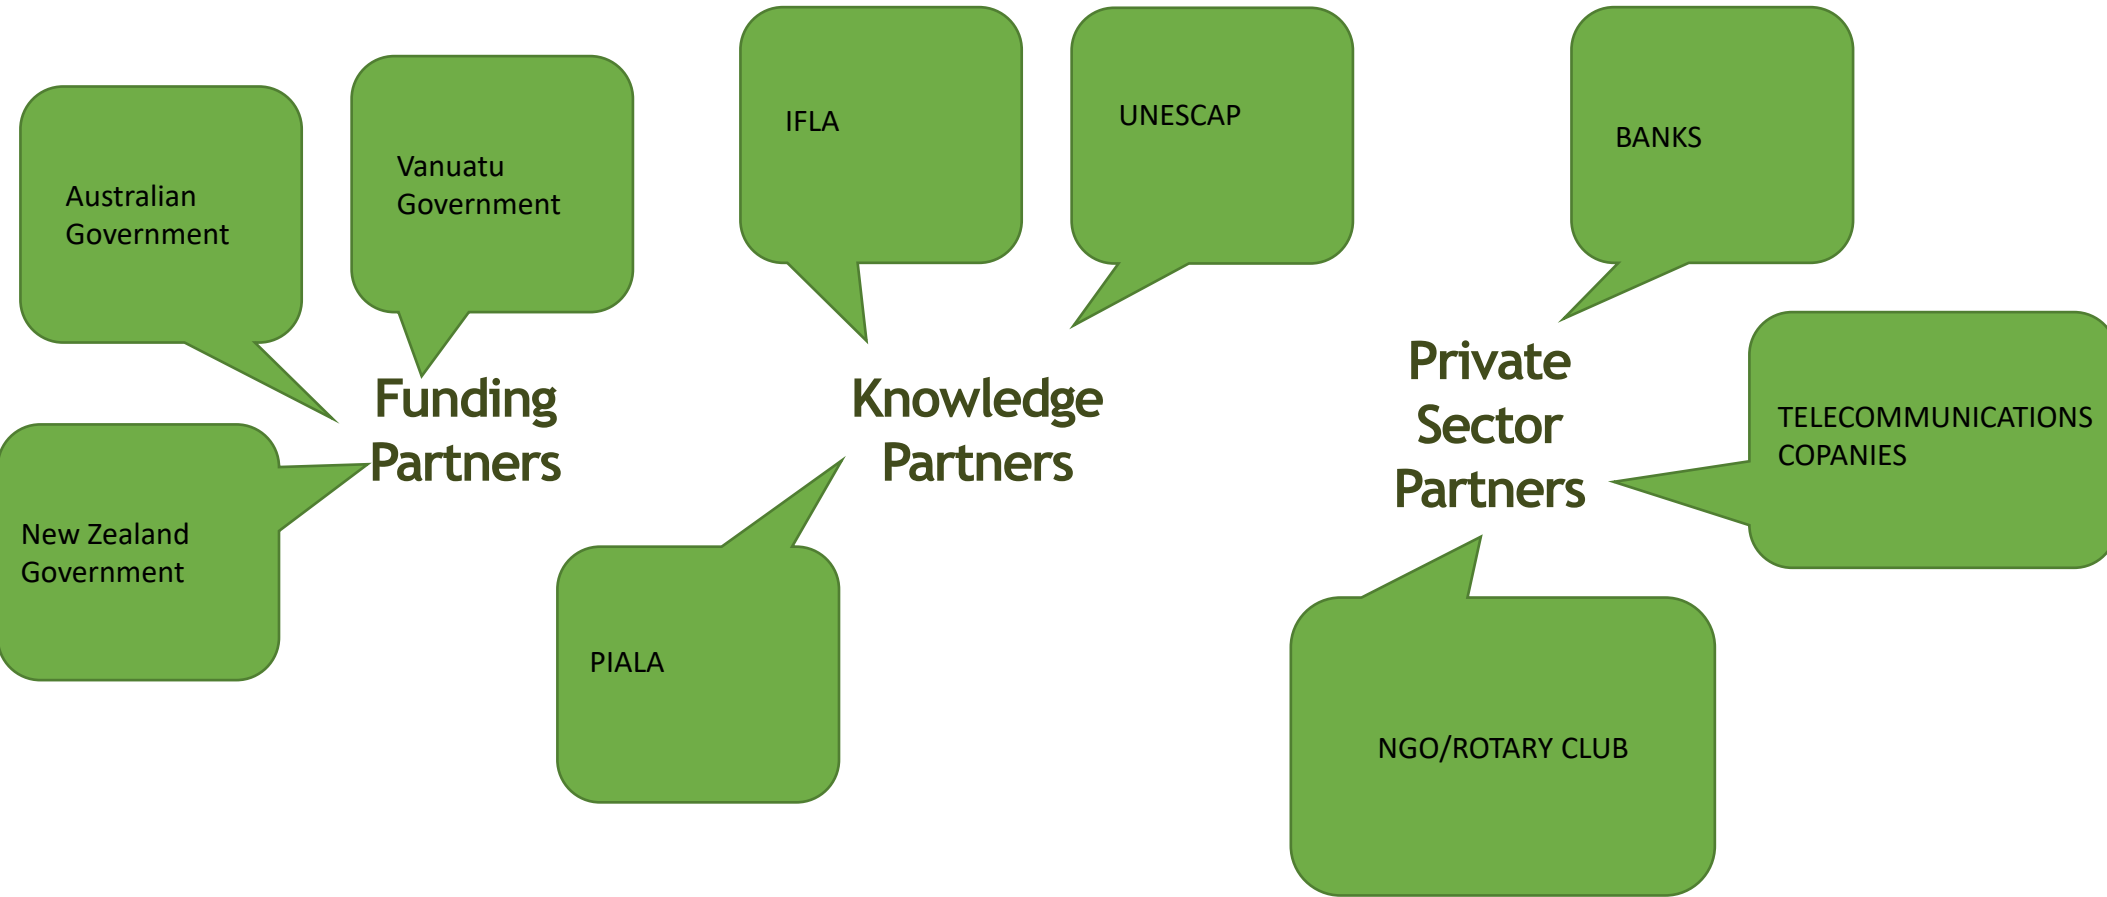 Australian
Government
Vanuatu
Government
New Zealand
Government
Funding
Partners
IFLA
UNESCAP
Knowledge
Partners
PIALA
BANKS
Private
Sector
Partners
TELECOMMUNICATIONS
COPANIES
NGO/ROTARY CLUB